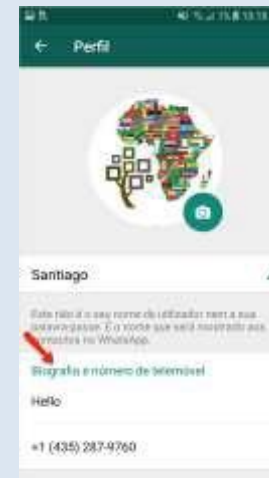 Perfil
Santiago
Este não é o seu nome de utilizador nem a sua
palavra-passe. É o nome que será mostrado aos
contactos no WhatsApp.
Biografia e número de telemóvel
Hello
+1 (435) 287-9760